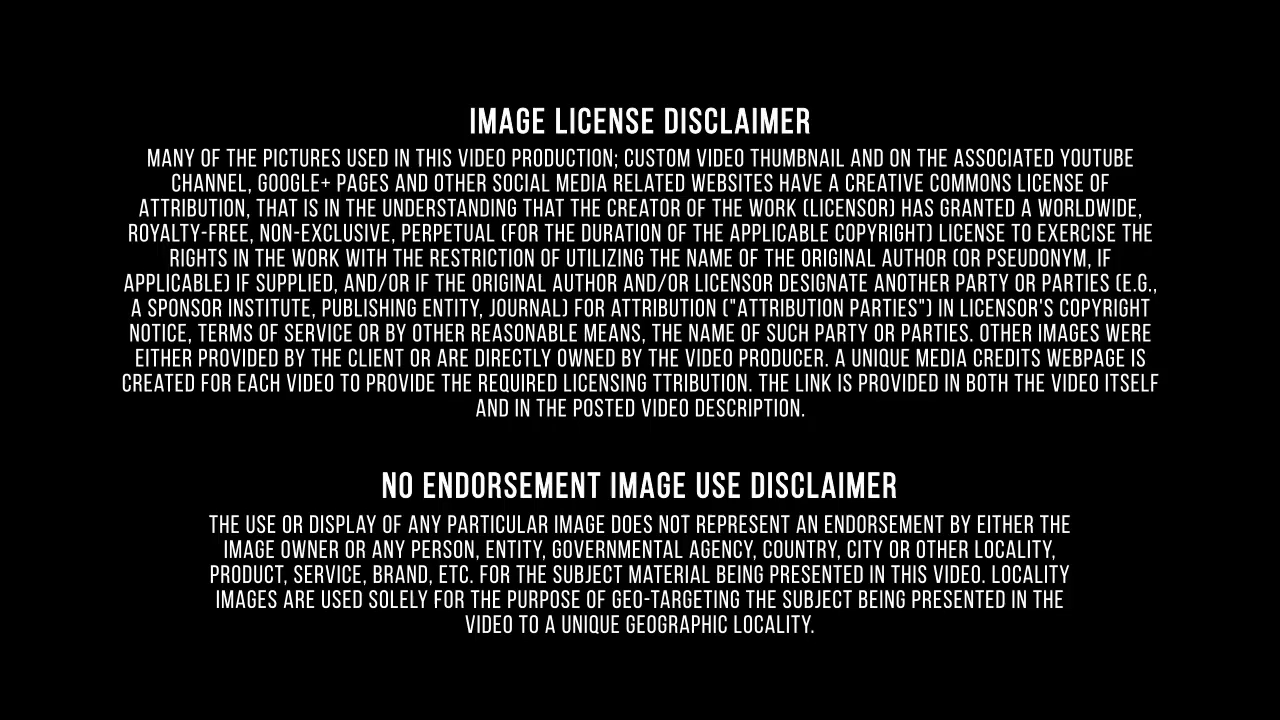 IMAGE LICENSE DISCLAIMER
MANY OF THE PICTURES USED IN THIS VIDEO PRODUCTION; CUSTOM VIDEO THUMBNAIL AND ON THE ASSOCIATED YOUTUBE
CHANNEL, GOOGLE+ PAGES AND OTHER SOCIAL MEDIA RELATED WEBSITES HAVE A CREATIVE COMMONS LICENSE OF
ATTRIBUTION, THAT IS IN THE UNDERSTANDING THAT THE CREATOR OF THE WORK (LICENSOR) HAS GRANTED A WORLDWIDE,
ROYALTY-FREE, NON-EXCLUSIVE, PERPETUAL (FOR THE DURATION OF THE APPLICABLE COPYRIGHT) LICENSE TO EXERCISE THE
RIGHTS IN THE WORK WITH THE RESTRICTION OF UTILIZING THE NAME OF THE ORIGINAL AUTHOR (OR PSEUDONYM, IF
APPLICABLE) IF SUPPLIED, AND/OR IF THE ORIGINAL AUTHOR AND/OR LICENSOR DESIGNATE ANOTHER PARTY OR PARTIES (E.G.,
A SPONSOR INSTITUTE, PUBLISHING ENTITY, JOURNAL) FOR ATTRIBUTION ("ATTRIBUTION PARTIES") IN LICENSOR'S COPYRIGHT
NOTICE, TERMS OF SERVICE OR BY OTHER REASONABLE MEANS, THE NAME OF SUCH PARTY OR PARTIES. OTHER IMAGES WERE
EITHER PROVIDED BY THE CLIENT OR ARE DIRECTLY OWNED BY THE VIDEO PRODUCER. A UNIQUE MEDIA CREDITS WEBPAGE IS
CREATED FOR EACH VIDEO TO PROVIDE THE REQUIRED LICENSING TTRIBUTION. THE LINK IS PROVIDED IN BOTH THE VIDEO ITSELF
AND IN THE POSTED VIDEO DESCRIPTION.
NO ENDORSEMENT IMAGE USE DISCLAIMER
THE USE OR DISPLAY OF ANY PARTICULAR IMAGE DOES NOT REPRESENT AN ENDORSEMENT BY EITHER THE
IMAGE OWNER OR ANY PERSON, ENTITY, GOVERNMENTAL AGENCY, COUNTRY, CITY OR OTHER LOCALITY,
PRODUCT, SERVICE, BRAND, ETC. FOR THE SUBJECT MATERIAL BEING PRESENTED IN THIS VIDEO. LOCALITY
IMAGES ARE USED SOLELY FOR THE PURPOSE OF GEO-TARGETING THE SUBJECT BEING PRESENTED IN THE
VIDEO TO A UNIQUE GEOGRAPHIC LOCALITY.